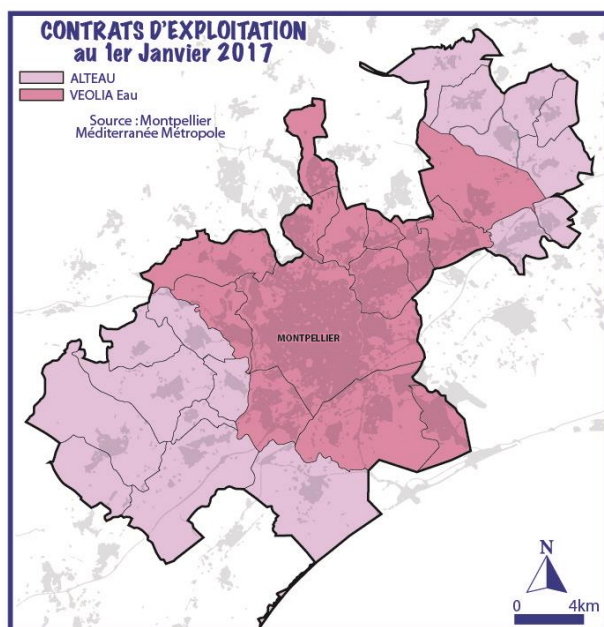 CONTRATS D'EXPLOITATION
au 1er Janvier 2017
ALTEAU
VEOLIA Eau
Source : Montpellier
Méditerranée Métropole
MONTPELLIER
N
0 4km